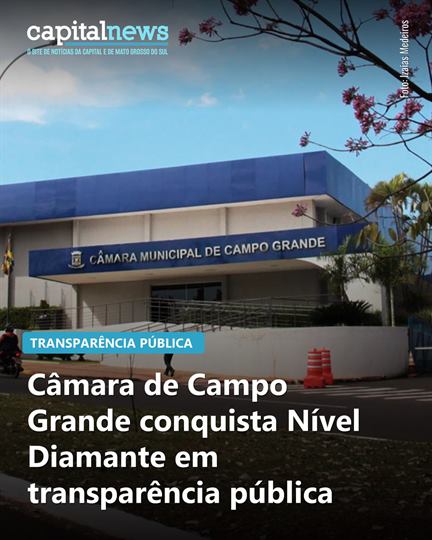 capitalnews
O SITE DE NOTÍCIAS DA CAPITAL E DE MATO GROSSO DO SUL
Foto: Izaias Medeiros
CÂMARA MUNICIPAL DE CAMPO GRANDE
TRANSPARÊNCIA PÚBLICA
Câmara de Campo
Grande conquista Nível
Diamante em
transparência pública